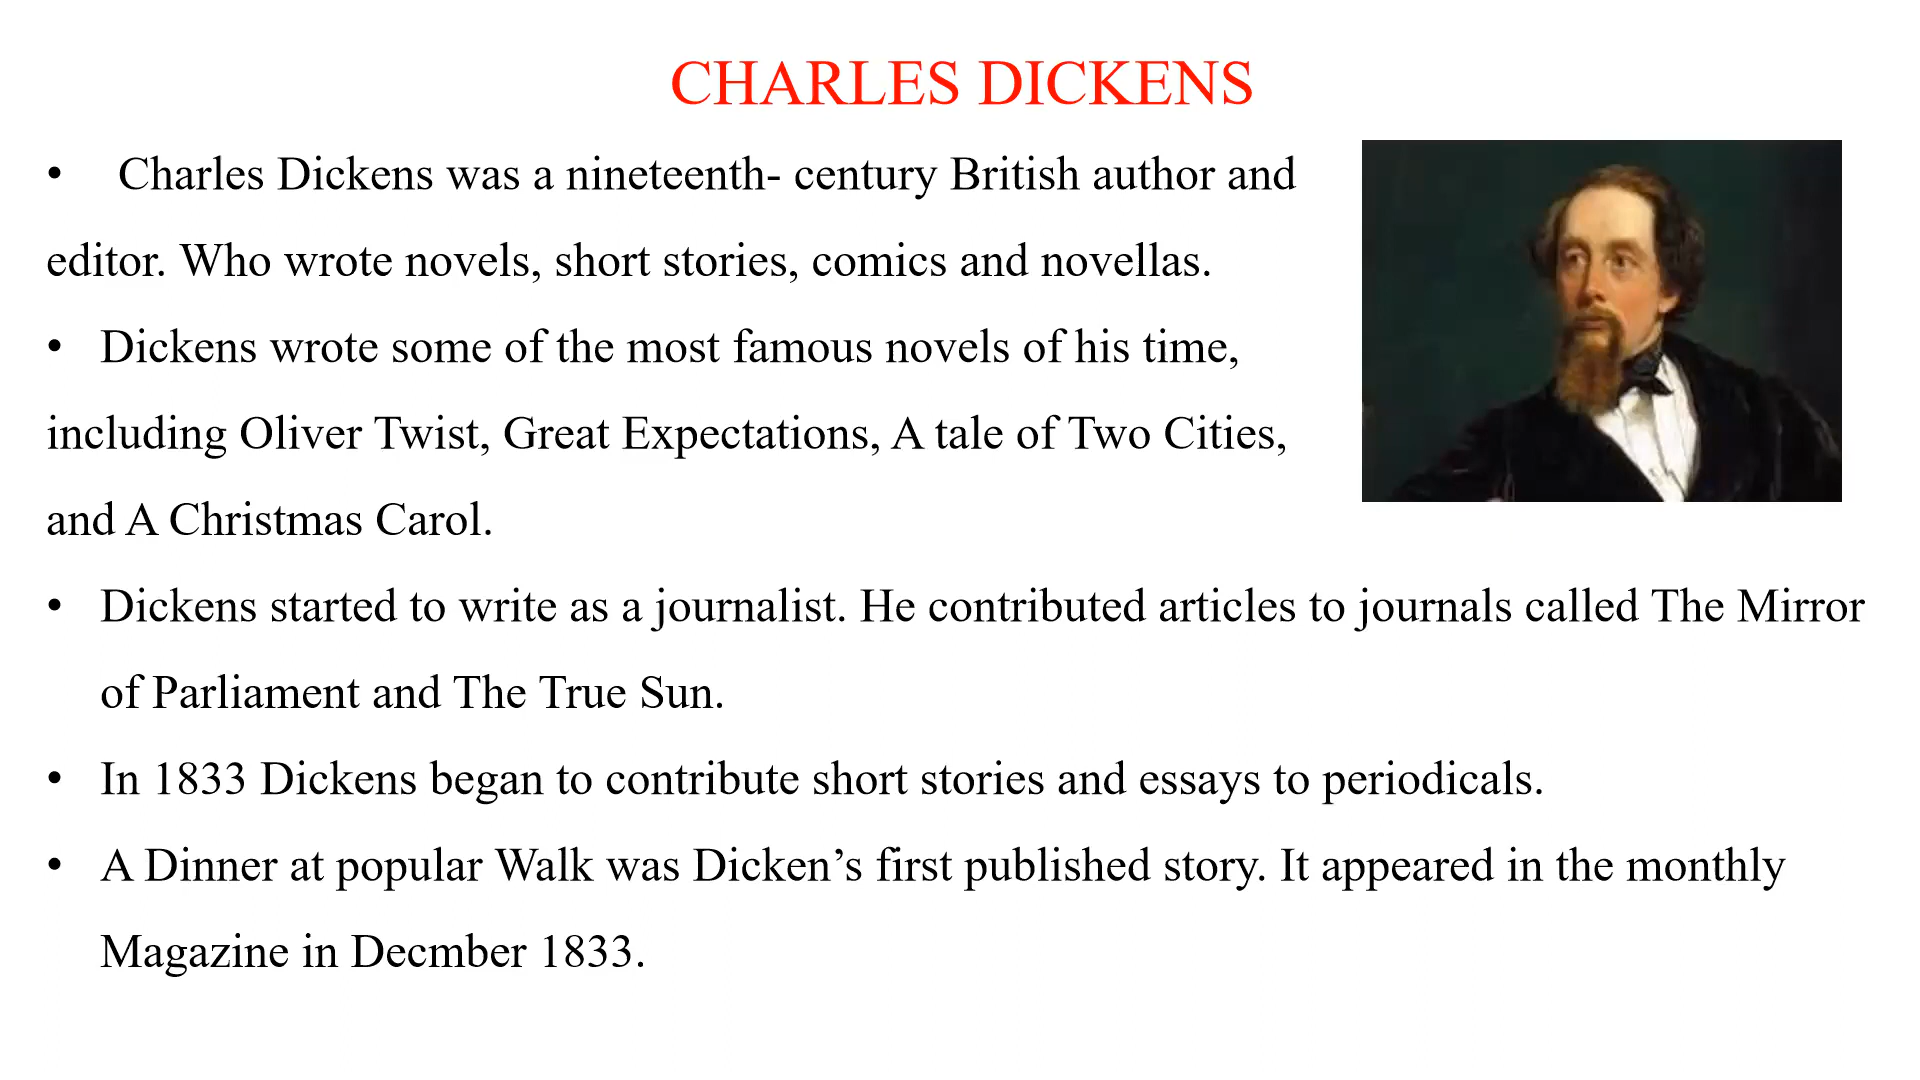 CHARLES DICKENS
• Charles Dickens was a nineteenth- century British author and
editor. Who wrote novels, short stories, comics and novellas.
• Dickens wrote some of the most famous novels of his time,
including Oliver Twist, Great Expectations, A tale of Two Cities,
and A Christmas Carol.
• Dickens started to write as a journalist. He contributed articles to journals called The Mirror
of Parliament and The True Sun.
• In 1833 Dickens began to contribute short stories and essays to periodicals.
• A Dinner at popular Walk was Dicken’s first published story. It appeared in the monthly
Magazine in Decmber 1833.